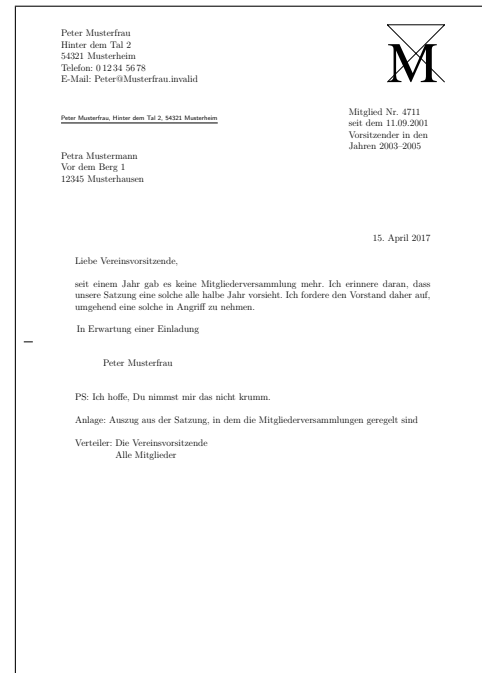 Peter Musterfrau
Hinter dem Tal 2
54321 Musterheim
Telefon: 0 12 34 56 78
E-Mail: Peter@Musterfrau.invalid
M
Peter Musterfrau, Hinter dem Tal 2, 54321 Musterheim
Mitglied Nr. 4711
seit dem 11.09.2001
Vorsitzender in den
Jahren 2003–2005
Petra Mustermann
Vor dem Berg 1
12345 Musterhausen
15. April 2017
Liebe Vereinsvorsitzende,
seit einem Jahr gab es keine Mitgliederversammlung mehr. Ich erinnere daran, dass
unsere Satzung eine solche alle halbe Jahr vorsieht. Ich fordere den Vorstand daher auf,
umgehend eine solche in Angriff zu nehmen.
In Erwartung einer Einladung
Peter Musterfrau
PS: Ich hoffe, Du nimmst mir das nicht krumm.
Anlage: Auszug aus der Satzung, in dem die Mitgliederversammlungen geregelt sind
Verteiler: Die Vereinsvorsitzende
Alle Mitglieder